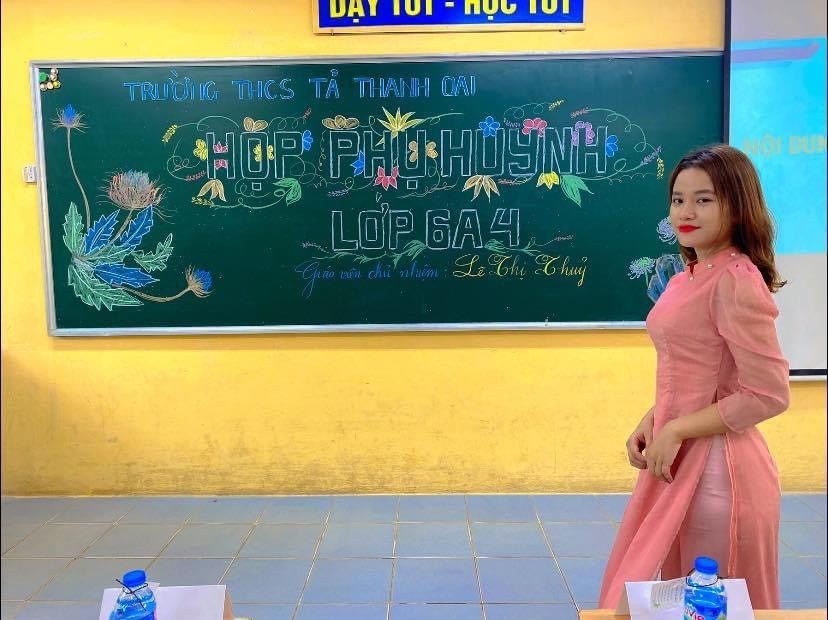 DẠY TỐT - HỌC TỐT
TRƯỜNG THCS TẢ THANH OAI
HỌP PHỤ HUYNH
LỚP 6A4
Giáo viên chủ nhiệm : Lê Thị Thuỷ
NỘI DUN